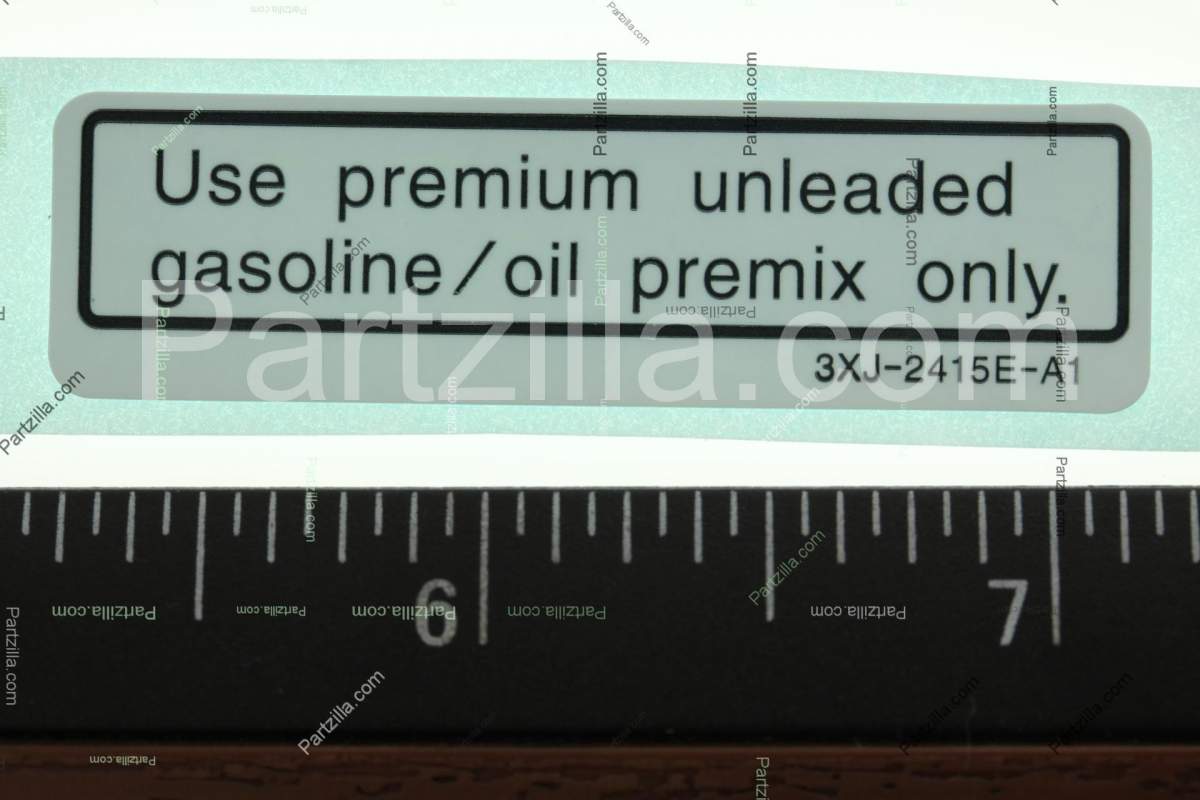 Use premium unleaded
gasoline/oil premix only.
3XJ-2415E-A1
Partzilla.com
6 7